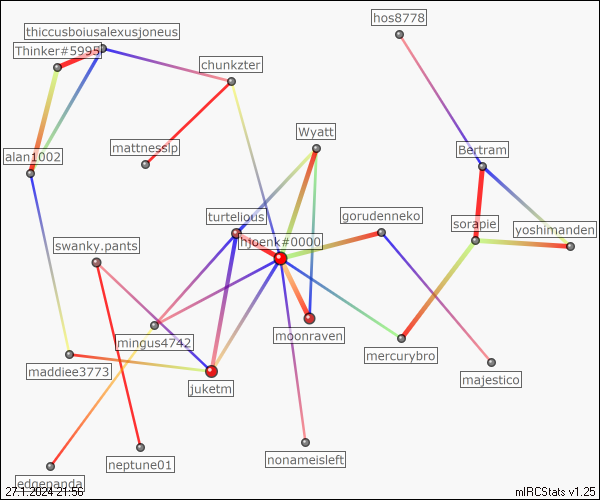 hos8778
thiccusboiusalexusjoneus
Thinker#5995
chunkzter
Wyatt
mattnesslp
Bertram
alan1002
turtelious
gorudenneko
sorapie
yoshimanden
swanky.pants
hjoenk#0000
moonraven
mingus4742
mercurybro
maddiee3773
majestico
juketm
neptune01
nonameisleft
edgepanda
27.1.2024 21:56
mIRCStats v1.25